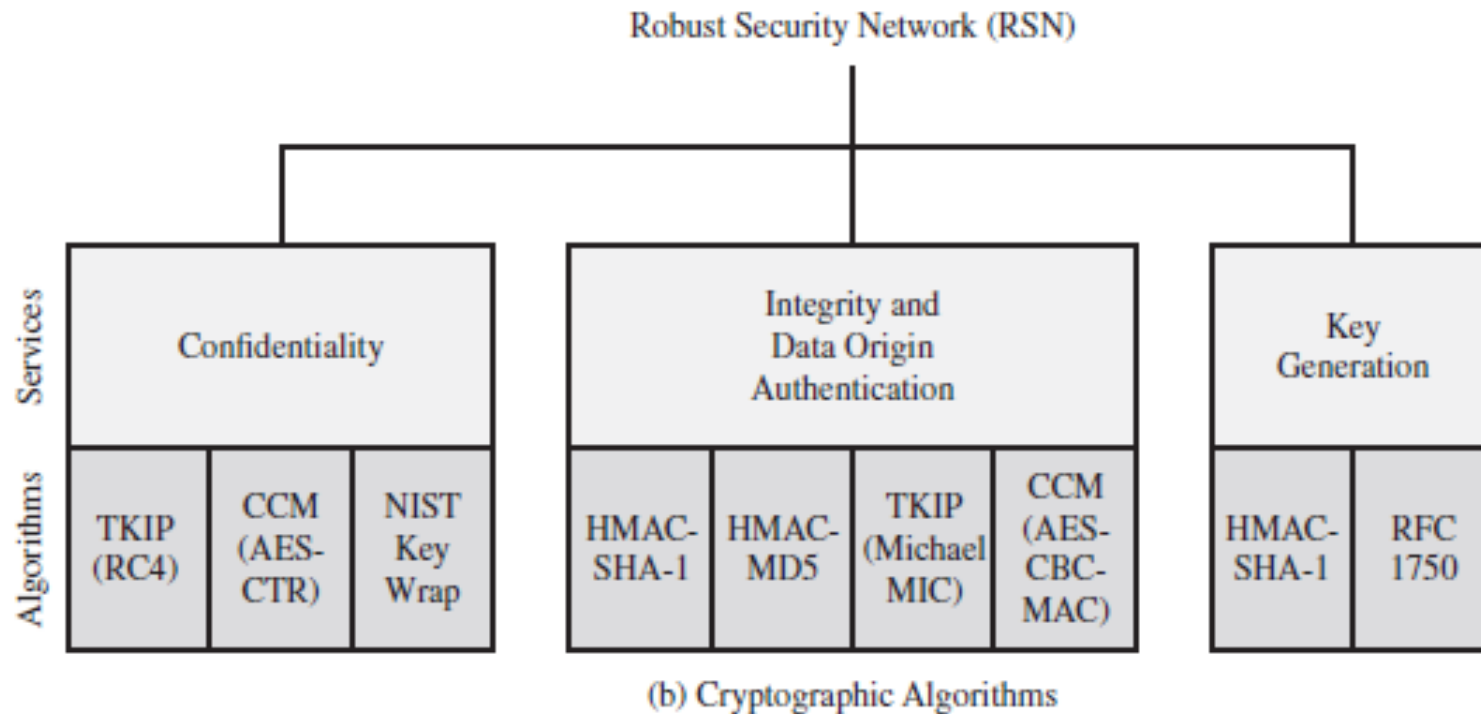 Robust Security Network (RSN)
Services
Confidentiality
Integrity and
Data Origin
Authentication
Key
Generation
Algorithms
TKIP
(RC4)
CCM
(AES-
CTR)
NIST
Key
Wrap
HMAC-
SHA-1
HMAC-
MD5
TKIP
(Michael
MIC)
CCM
(AES-
CBC-
MAC)
HMAC-
SHA-1
RFC
1750
(b) Cryptographic Algorithms